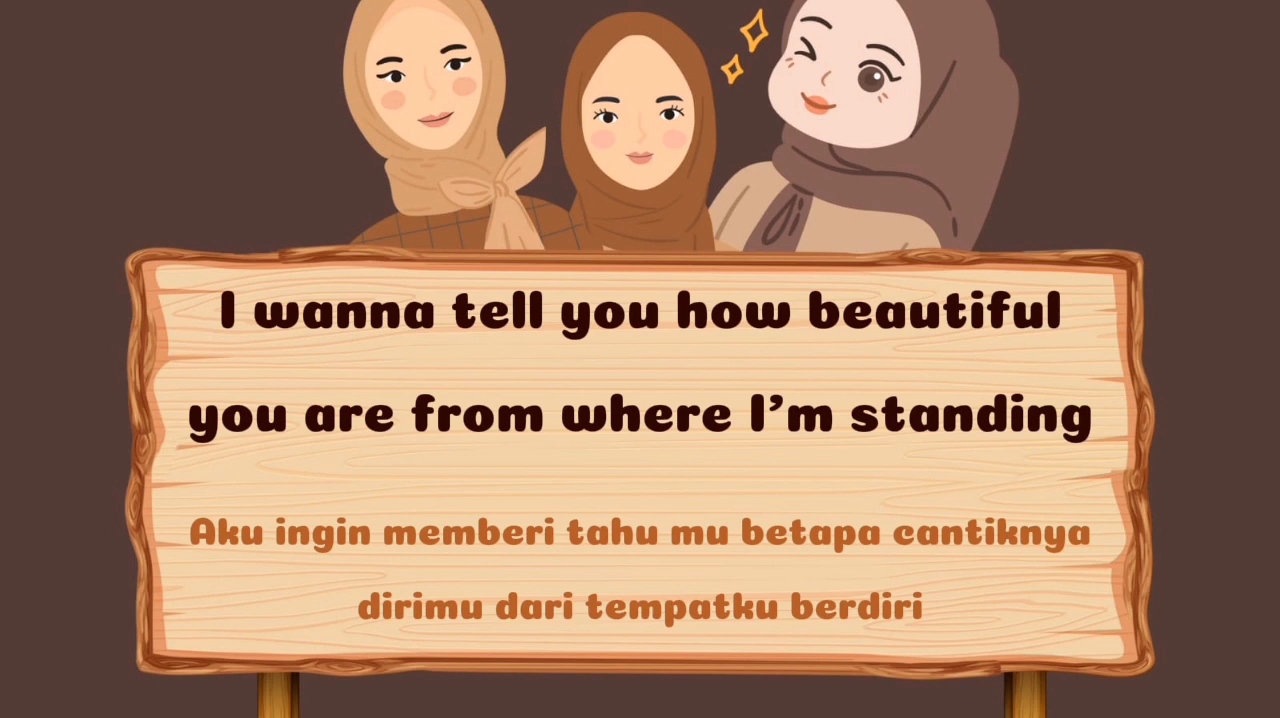 I wanna tell you how beautiful
you are from where I’m standing
Aku ingin memberi tahu mu betapa cantiknya
dirimu dari tempatku berdiri